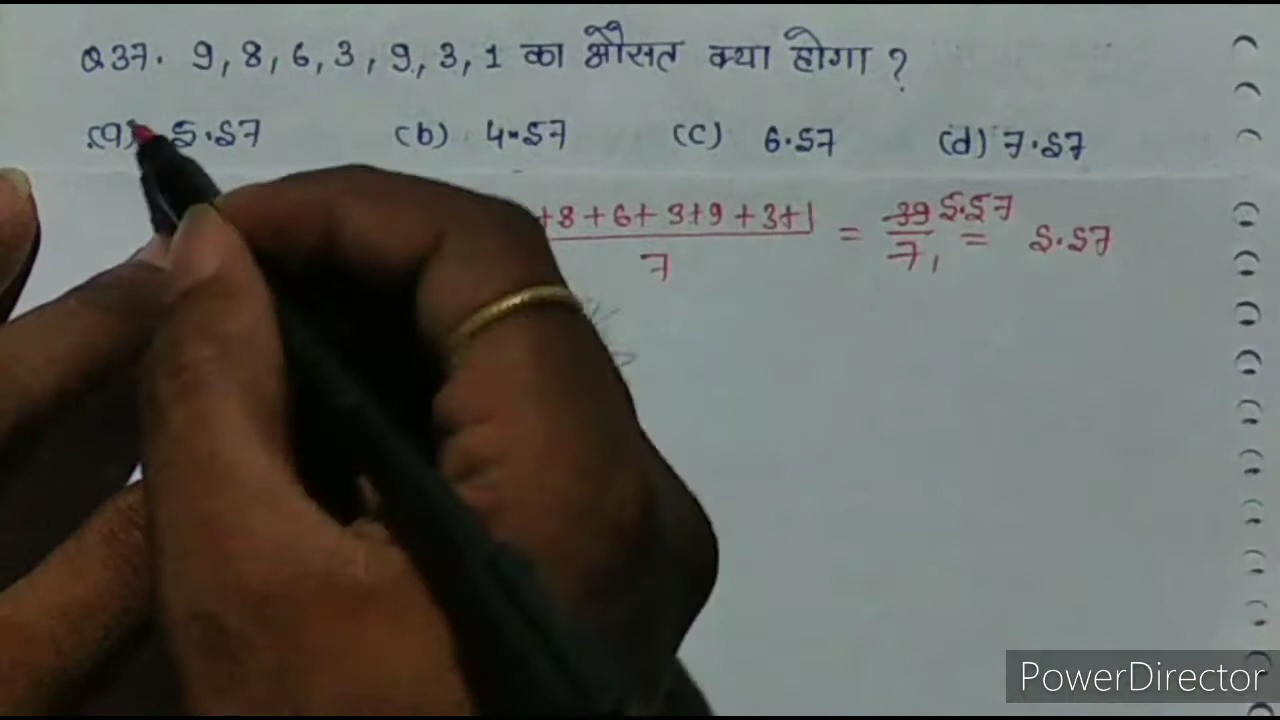 Q37. 9, 8, 6, 3, 9, 3, 1 का औसत क्या होगा ?
(a) 5.57 (b) 4.57 (c) 6.57 (d) 7.57
+8+6+3+9+3+1 / 7 = 39 / 7 5.57 / 1 = 5.57
PowerDirector